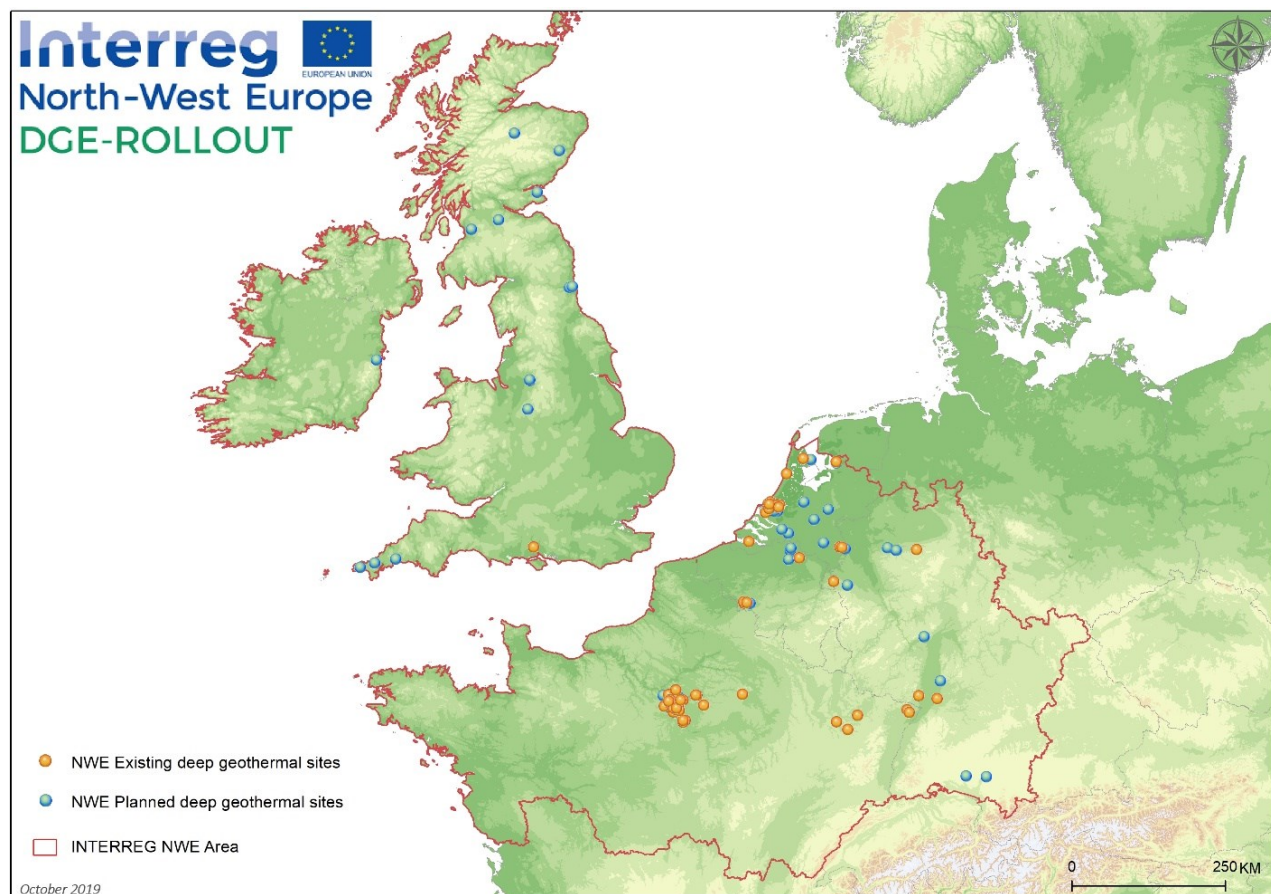 Interreg
EUROPEAN UNION
North-West Europe
DGE-ROLLOUT
NWE Existing deep geothermal sites
NWE Planned deep geothermal sites
INTERREG NWE Area
October 2019
0 250 KM